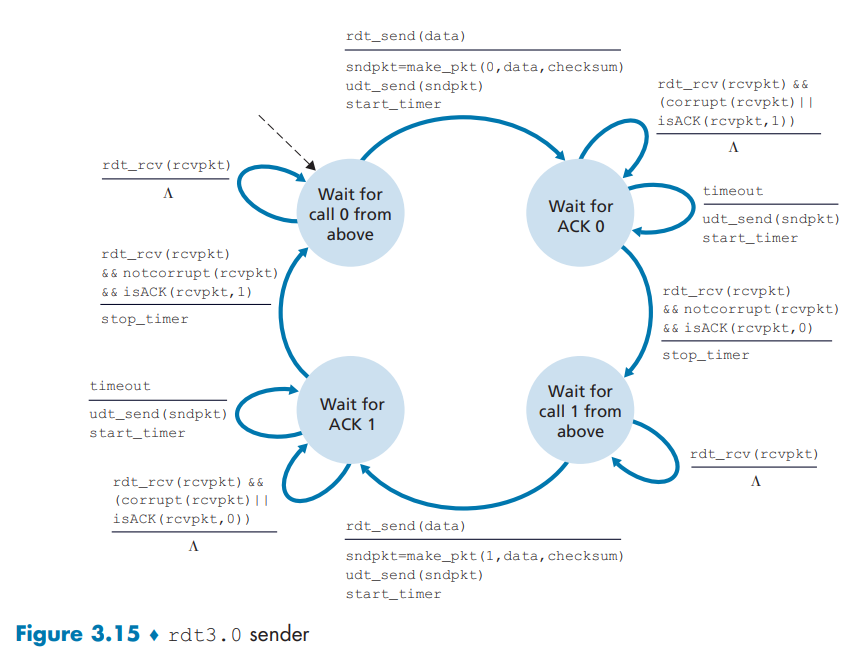 rdt_send(data)
sndpkt=make_pkt(0,data,checksum)
udt_send(sndpkt)
start_timer
rdt_rcv(rcvpkt) &&
(corrupt(rcvpkt)||
isACK(rcvpkt,1))
Λ
rdt_rcv(rcvpkt)
Λ
Wait for
call 0 from
above
Wait for
ACK 0
timeout
udt_send(sndpkt)
start_timer
rdt_rcv(rcvpkt)
&& notcorrupt(rcvpkt)
&& isACK(rcvpkt,1)
stop_timer
rdt_rcv(rcvpkt)
&& notcorrupt(rcvpkt)
&& isACK(rcvpkt,0)
stop_timer
timeout
udt_send(sndpkt)
start_timer
Wait for
ACK 1
Wait for
call 1 from
above
rdt_rcv(rcvpkt)
Λ
rdt_rcv(rcvpkt) &&
(corrupt(rcvpkt)||
isACK(rcvpkt,0))
Λ
rdt_send(data)
sndpkt=make_pkt(1,data,checksum)
udt_send(sndpkt)
start_timer
Figure 3.15 ♦ rdt3.0 sender